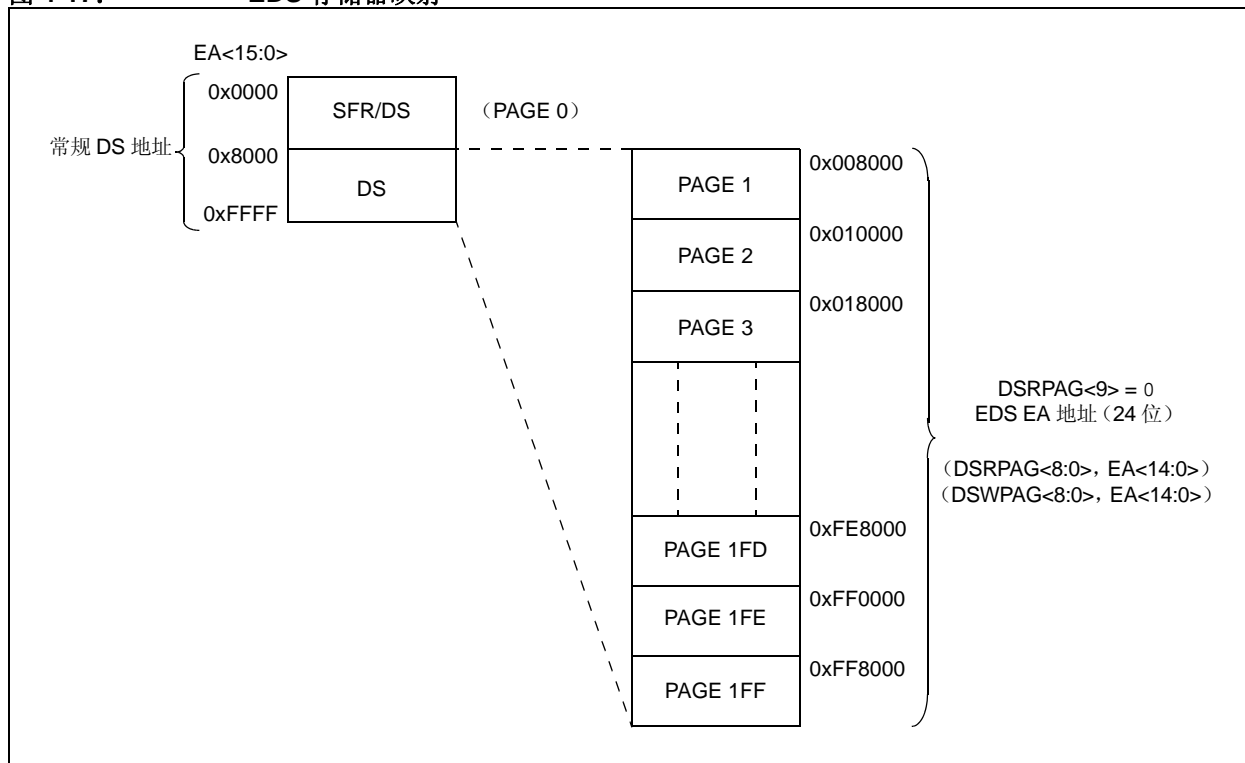 EA<15:0>
0x0000
SFR/DS
（PAGE 0）
常规 DS 地址
0x8000
DS
0xFFFF
PAGE 1
0x008000
PAGE 2
0x010000
PAGE 3
0x018000
DSRPAG<9> = 0
EDS EA 地址（24 位）
（DSRPAG<8:0>，EA<14:0>）
（DSWPAG<8:0>，EA<14:0>）
PAGE 1FD
0xFE8000
PAGE 1FE
0xFF0000
PAGE 1FF
0xFF8000